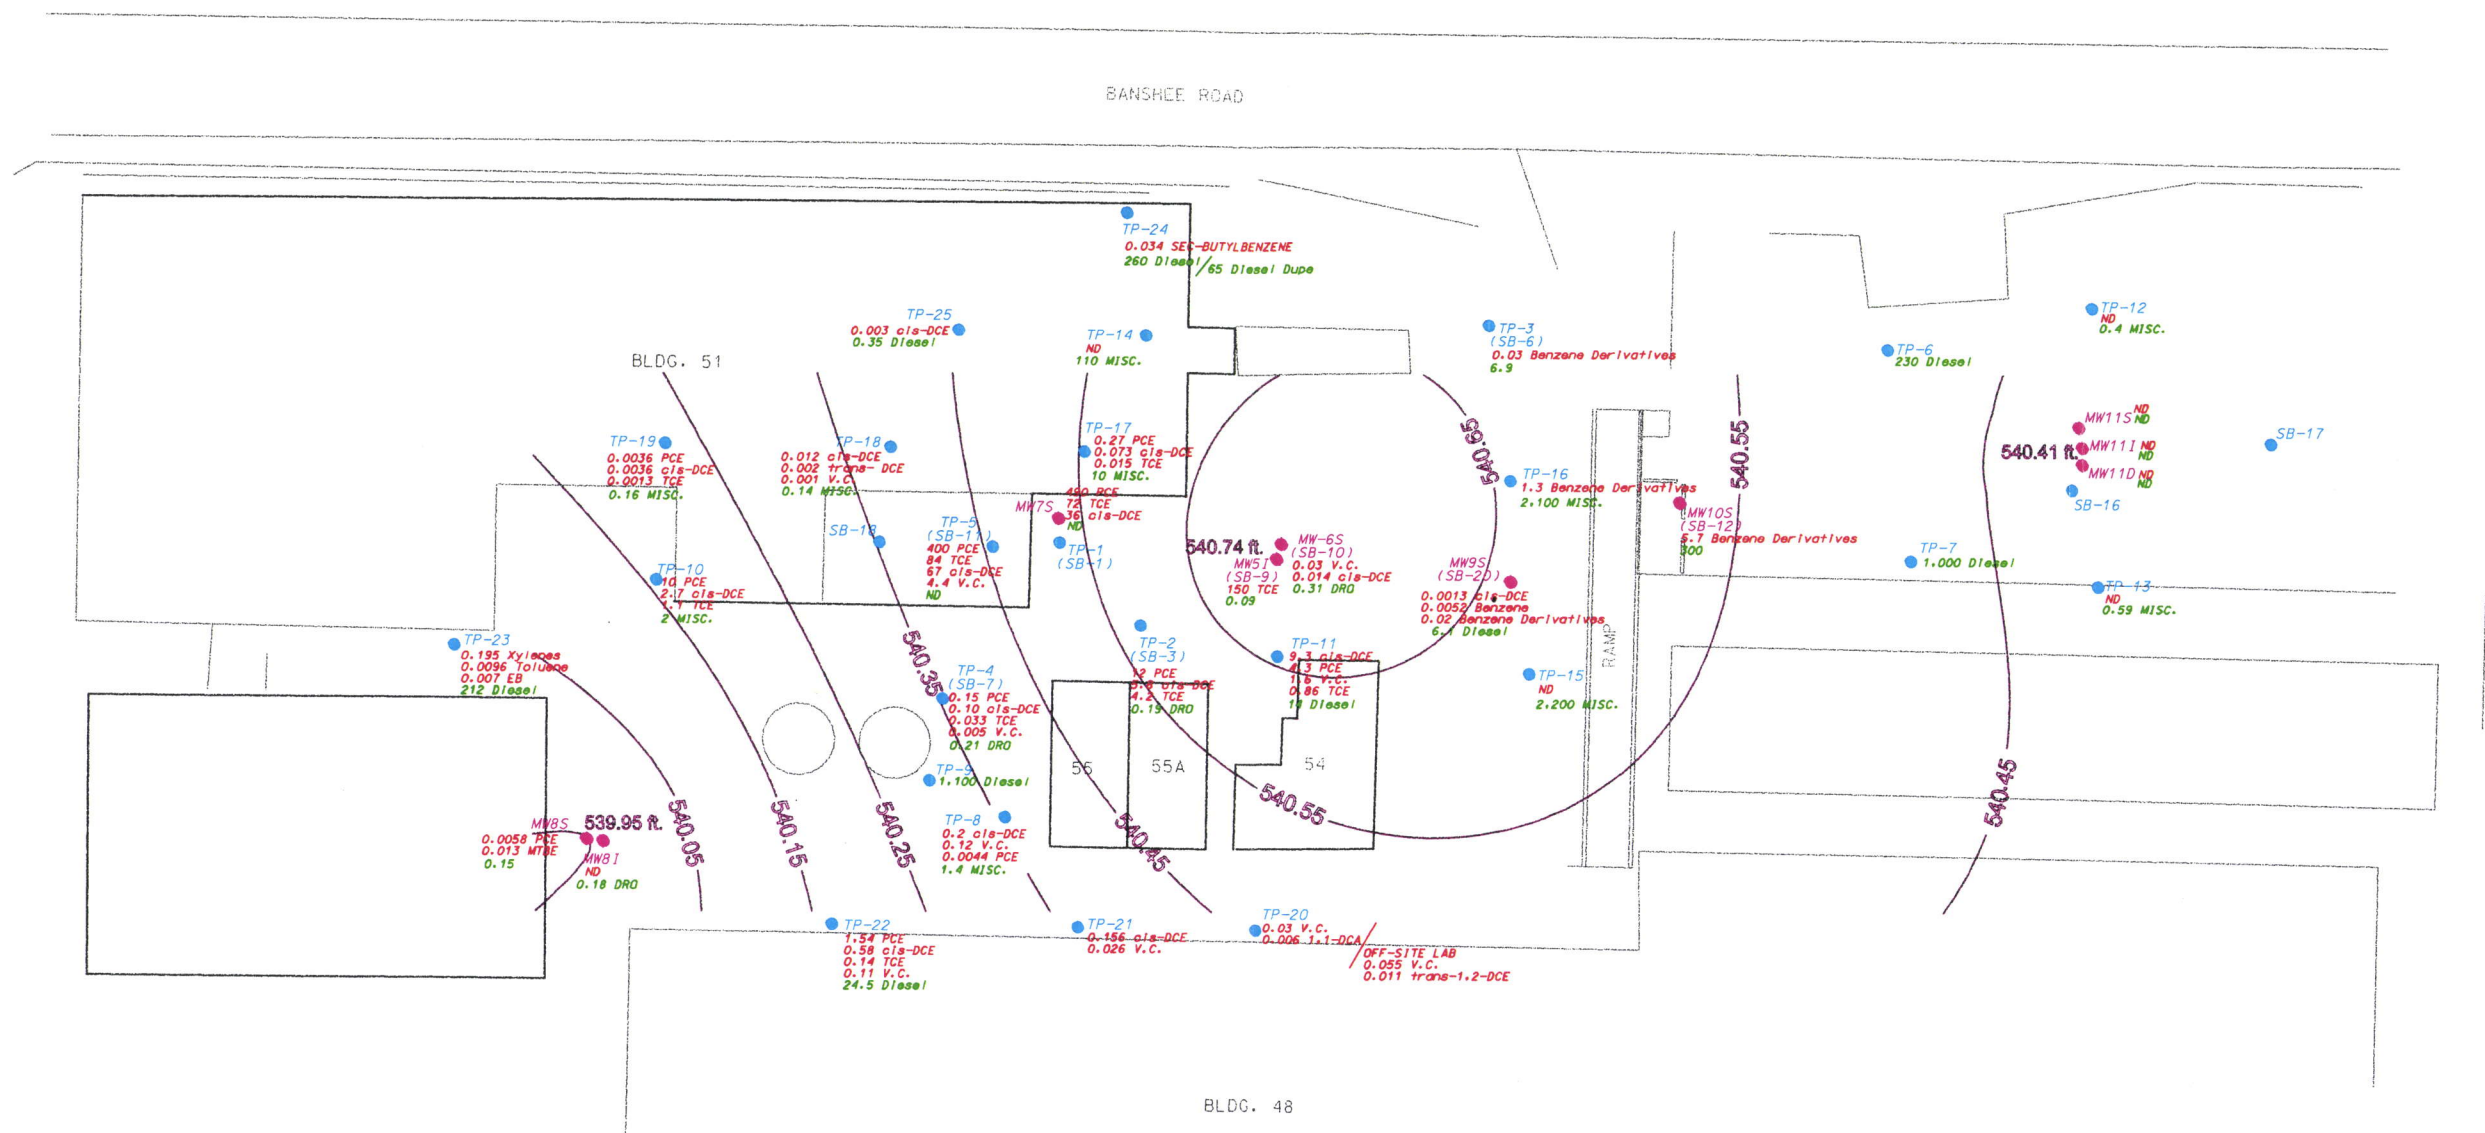 BANSHEE ROAD
TP-24
0.034 SEC-BUTYLBENZENE
260 Diesel/65 Diesel Dupe
TP-25
0.003 cis-DCE
0.35 Diesel
TP-14
ND
110 MISC.
TP-3
(SB-6)
0.03 Benzene Derivatives
6.9
TP-6
230 Diesel
TP-12
ND
0.4 MISC.
BLDG. 51
TP-19
0.0036 PCE
0.0036 cis-DCE
0.0013 TCE
0.16 MISC.
TP-18
0.012 cis-DCE
0.002 trans- DCE
0.001 V.C.
0.14 MISC.
TP-17
0.27 PCE
0.073 cis-DCE
0.015 TCE
10 MISC.
540.65
540.55
TP-16
1.3 Benzene Derivatives
2,100 MISC.
MW11S ND
ND
540.41 ft.
MW11I ND
ND
MW11D ND
ND
SB-16
SB-17
MW7S
490 PCE
72 TCE
36 cis-DCE
ND
TP-1
(SB-1)
SB-18
TP-5
(SB-11)
400 PCE
84 TCE
67 cis-DCE
4.4 V.C.
ND
540.74 ft.
MW-6S
(SB-10)
0.03 V.C.
0.014 cis-DCE
0.31 DRO
MW5I
(SB-9)
150 TCE
0.09
MW9S
(SB-20)
0.0013 cis-DCE
0.0052 Benzene
0.02 Benzene Derivatives
6.1 Diesel
MW10S
(SB-12)
5.7 Benzene Derivatives
300
TP-7
1,000 Diesel
TP-13
ND
0.59 MISC.
TP-10
10 PCE
2.7 cis-DCE
1.1 TCE
2 MISC.
TP-23
0.195 Xylenes
0.0096 Toluene
0.007 EB
212 Diesel
540.35
TP-4
(SB-7)
0.15 PCE
0.10 cis-DCE
0.033 TCE
0.005 V.C.
0.21 DRO
TP-2
(SB-3)
12 PCE
cis-DCE
4.2 TCE
0.19 DRO
TP-11
9.3 cis-DCE
4.3 PCE
1.6 V.C.
0.86 TCE
Diesel
TP-15
ND
2,200 MISC.
RAMP
TP-9
1,100 Diesel
55
55A
54
540.05
540.15
540.25
540.45
540.55
540.45
MW8S
539.95 ft.
0.0058 PCE
0.013 MTBE
0.15
MW8I
ND
0.18 DRO
TP-8
0.2 cis-DCE
0.12 V.C.
0.0044 PCE
1.4 MISC.
TP-22
1.54 PCE
0.58 cis-DCE
0.14 TCE
0.11 V.C.
24.5 Diesel
TP-21
0.156 cis-DCE
0.026 V.C.
TP-20
0.03 V.C.
0.006 1,1-DCA
OFF-SITE LAB
0.055 V.C.
0.011 trans-1,2-DCE
BLDG. 48